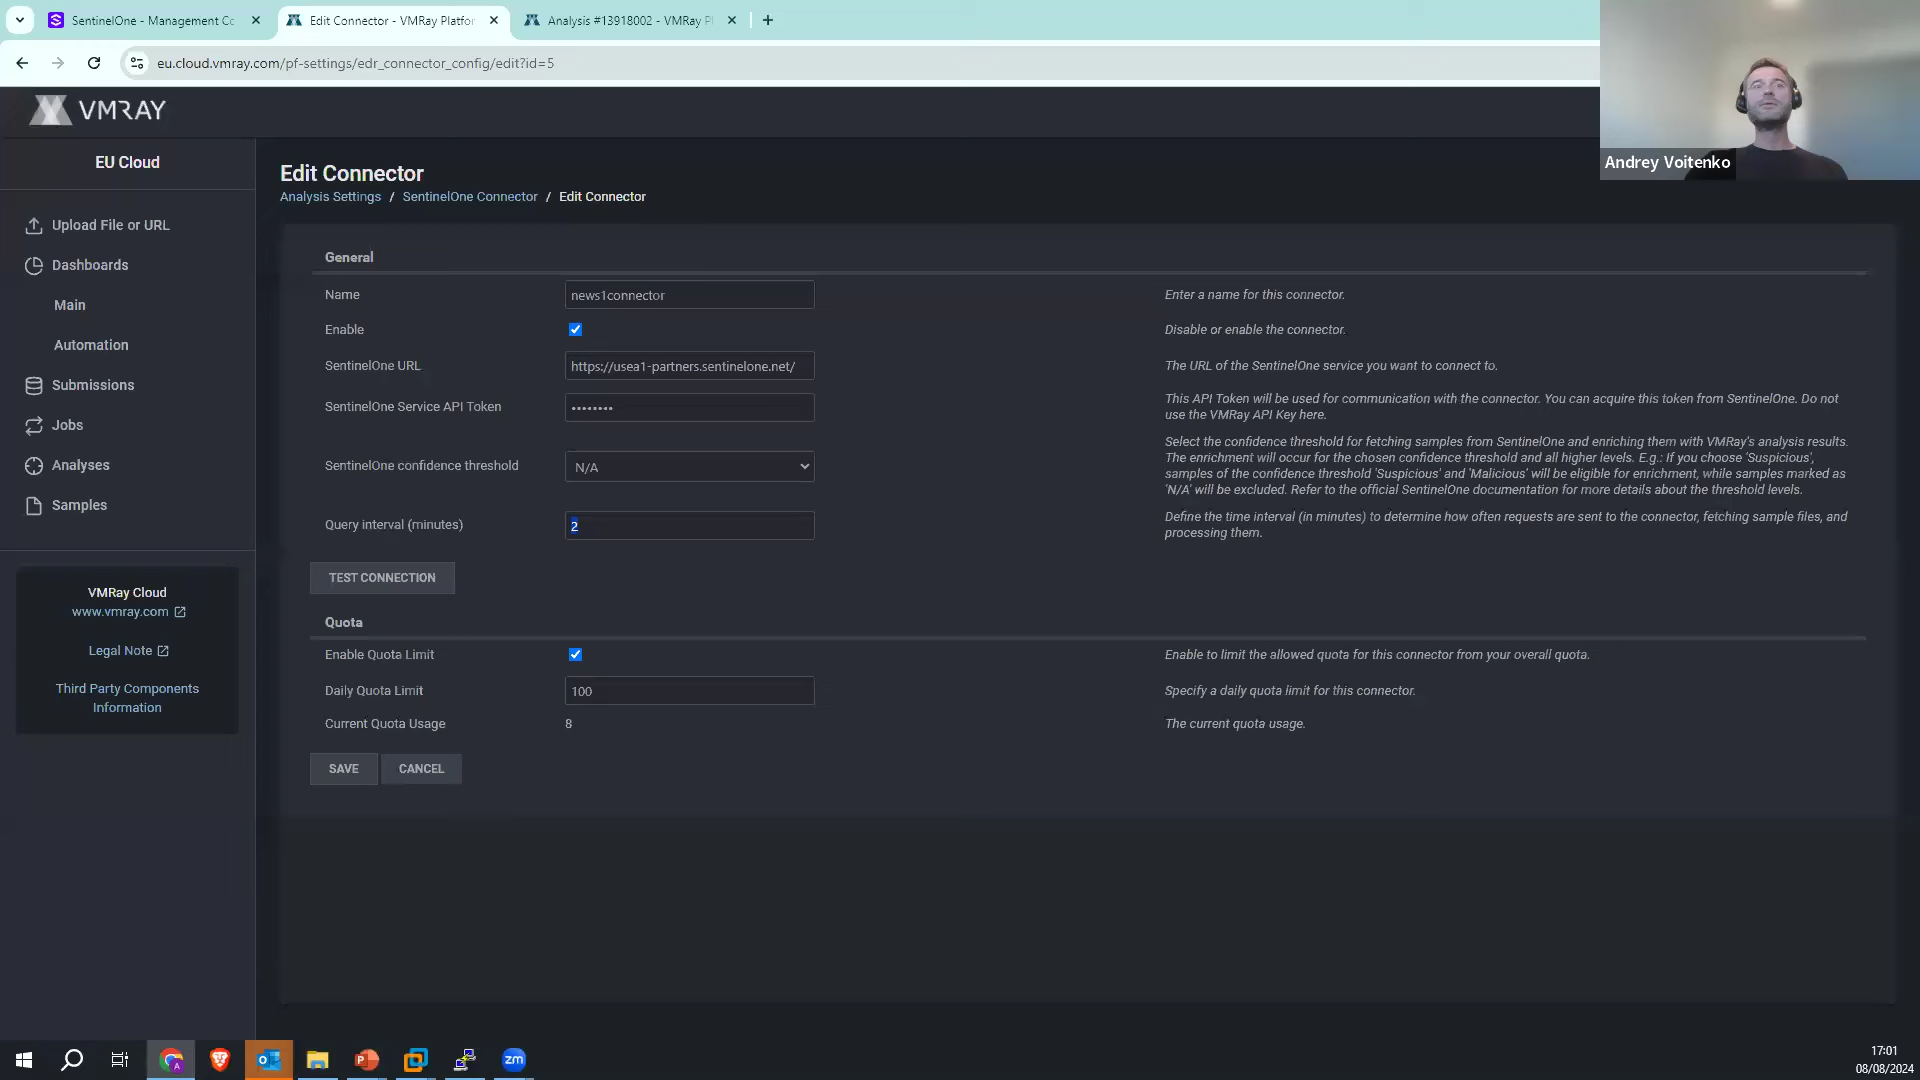 SentinelOne - Management Co
Edit Connector - VMRay Platfor
Analysis #13918002 - VMRay P
eu.cloud.vmray.com/pf-settings/edr_connector_config/edit?id=5
VMRAY
Andrey Voitenko
EU Cloud
Upload File or URL
Dashboards
Main
Automation
Submissions
Jobs
Analyses
Samples
VMRay Cloud
www.vmray.com
Legal Note
Third Party Components
Information
Edit Connector
Analysis Settings / SentinelOne Connector / Edit Connector
General
Name news1connector Enter a name for this connector.
Enable Disable or enable the connector.
SentinelOne URL https://usea1-partners.sentinelone.net/ The URL of the SentinelOne service you want to connect to.
SentinelOne Service API Token •••••••• This API Token will be used for communication with the connector. You can acquire this token from SentinelOne. Do not
use the VMRay API Key here.
SentinelOne confidence threshold N/A Select the confidence threshold for fetching samples from SentinelOne and enriching them with VMRay's analysis results.
The enrichment will occur for the chosen confidence threshold and all higher levels. E.g.: If you choose 'Suspicious',
samples of the confidence threshold 'Suspicious' and 'Malicious' will be eligible for enrichment, while samples marked as
'N/A' will be excluded. Refer to the official SentinelOne documentation for more details about the threshold levels.
Query interval (minutes) 2 Define the time interval (in minutes) to determine how often requests are sent to the connector, fetching sample files, and
processing them.
TEST CONNECTION
Quota
Enable Quota Limit Enable to limit the allowed quota for this connector from your overall quota.
Daily Quota Limit 100 Specify a daily quota limit for this connector.
Current Quota Usage 8 The current quota usage.
SAVE CANCEL
zm
17:01
08/08/2024